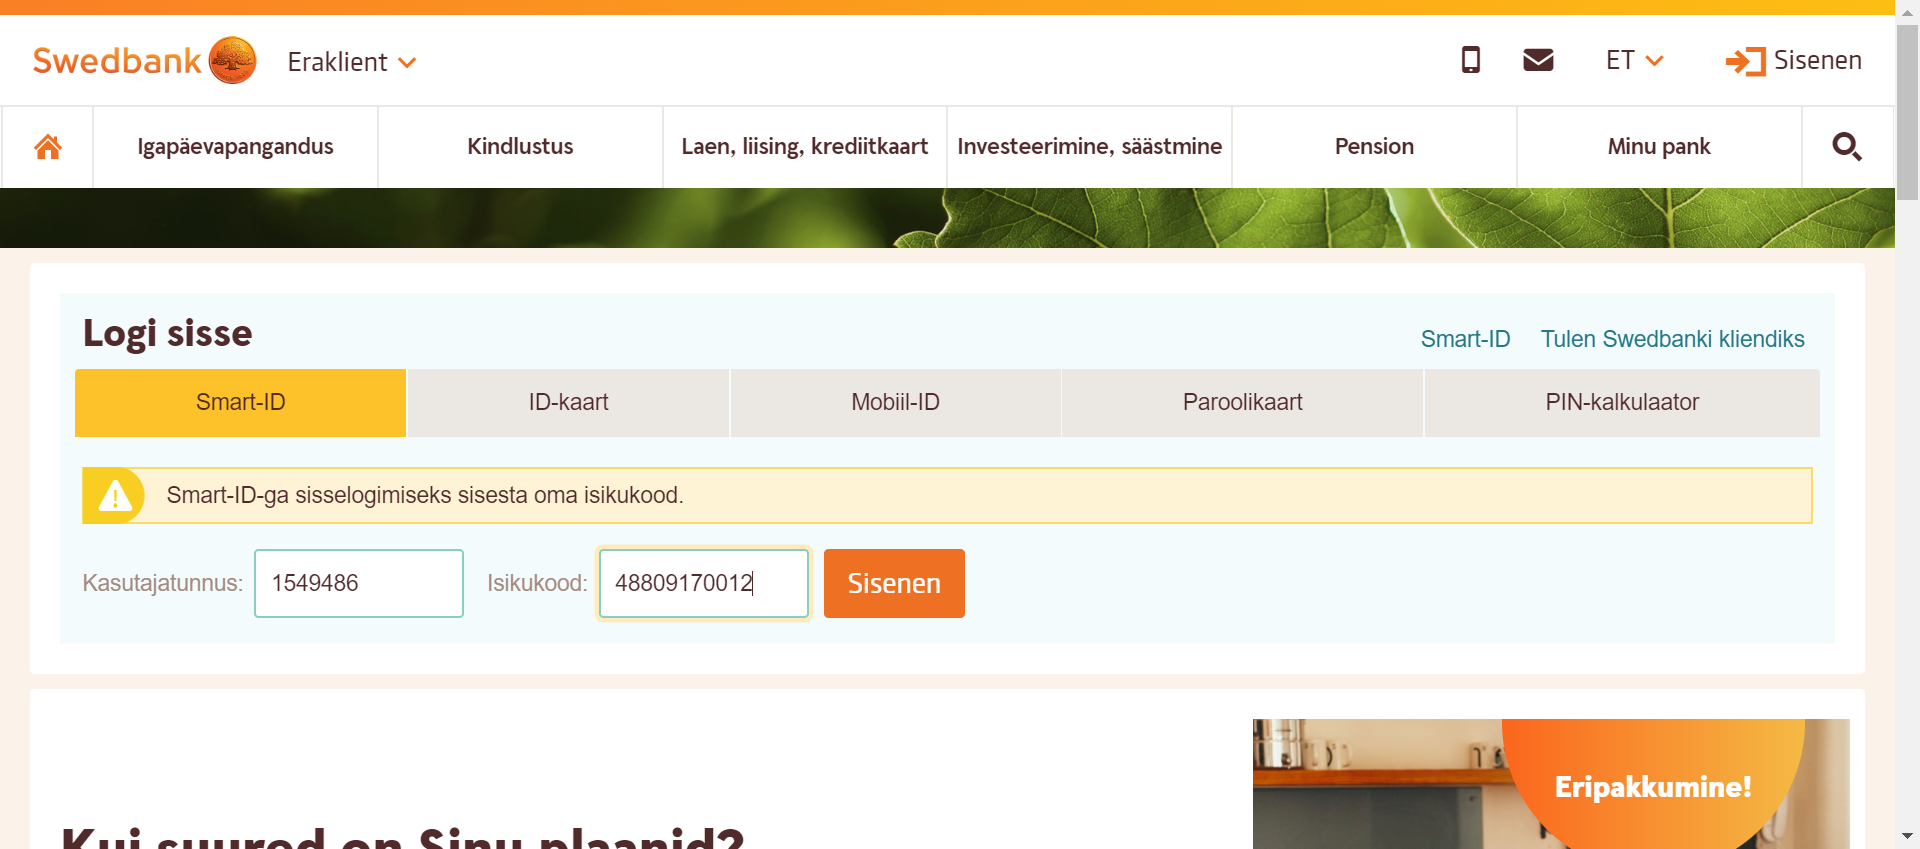 Swedbank
Eraklient
ET
Sisenen
Igapäevapangandus
Kindlustus
Laen, liising, krediitkaart
Investeerimine, säästmine
Pension
Minu pank
Logi sisse
Smart-ID
Tulen Swedbanki kliendiks
Smart-ID
ID-kaart
Mobiil-ID
Paroolikaart
PIN-kalkulaator
Smart-ID-ga sisselogimiseks sisesta oma isikukood.
Kasutajatunnus: 1549486
Isikukood: 48809170012
Sisenen
Eripakkumine!
Kui suured on Sinu plaanid?